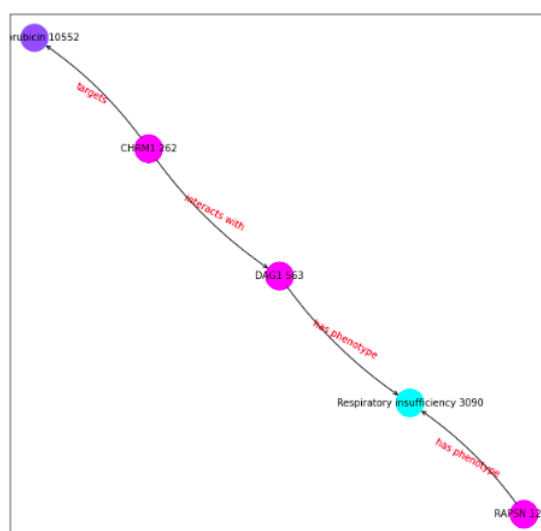 orubicin 10552
targets
CHRM1 262
interacts with
DAG1 563
has phenotype
Respiratory insufficiency 3090
has phenotype
RAPSN 12